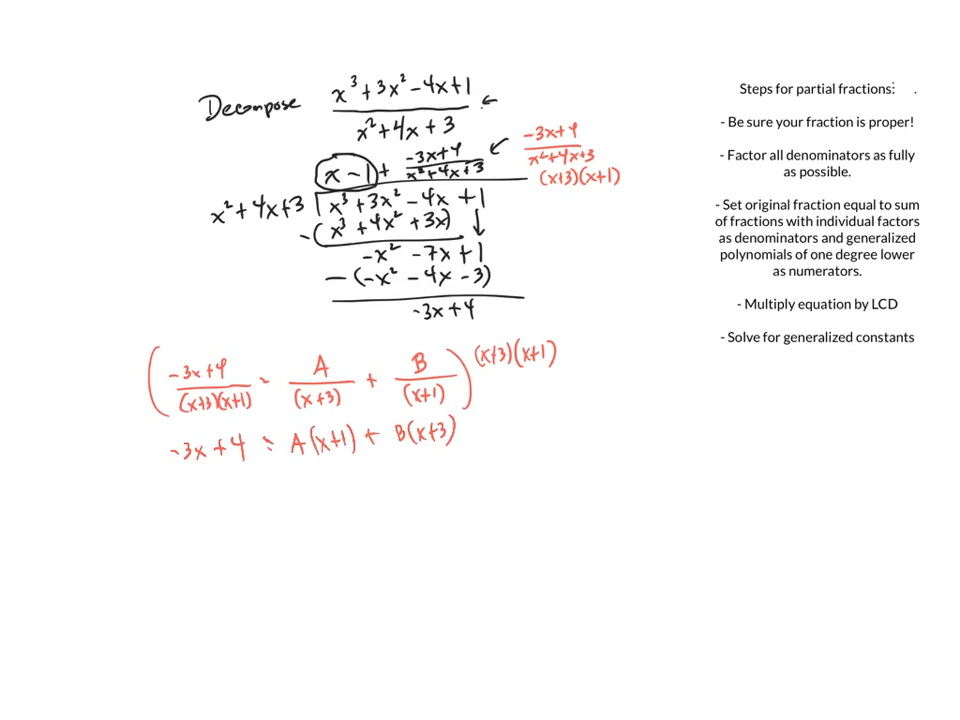 Decompose x³+3x²-4x+1 / x²+4x+3
x-1 + -3x+4 / x²+4x+3
-3x+4 / x²+4x+3
(x+3)(x+1)
x²+4x+3 x³+3x²-4x+1
-(x³+4x²+3x)
-x²-7x+1
-(-x²-4x-3)
-3x+4
(-3x+4 / (x+3)(x+1) = A / (x+3) + B / (x+1)) (x+3)(x+1)
-3x+4 = A(x+1) + B(x+3)
Steps for partial fractions:
- Be sure your fraction is proper!
- Factor all denominators as fully
as possible.
- Set original fraction equal to sum
of fractions with individual factors
as denominators and generalized
polynomials of one degree lower
as numerators.
- Multiply equation by LCD
- Solve for generalized constants